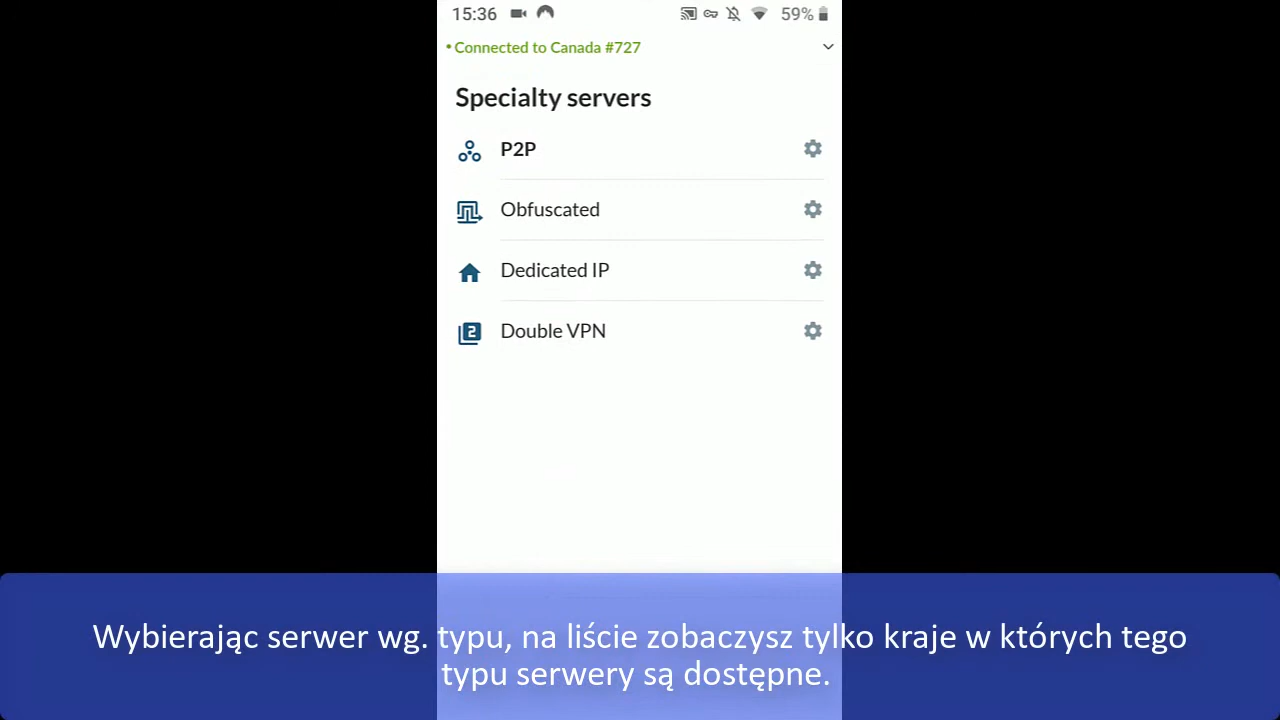 15:36 59%
Connected to Canada #727
Specialty servers
P2P
Obfuscated
Dedicated IP
2 Double VPN
Wybierając serwer wg. typu, na liście zobaczysz tylko kraje w których tego
typu serwery są dostępne.